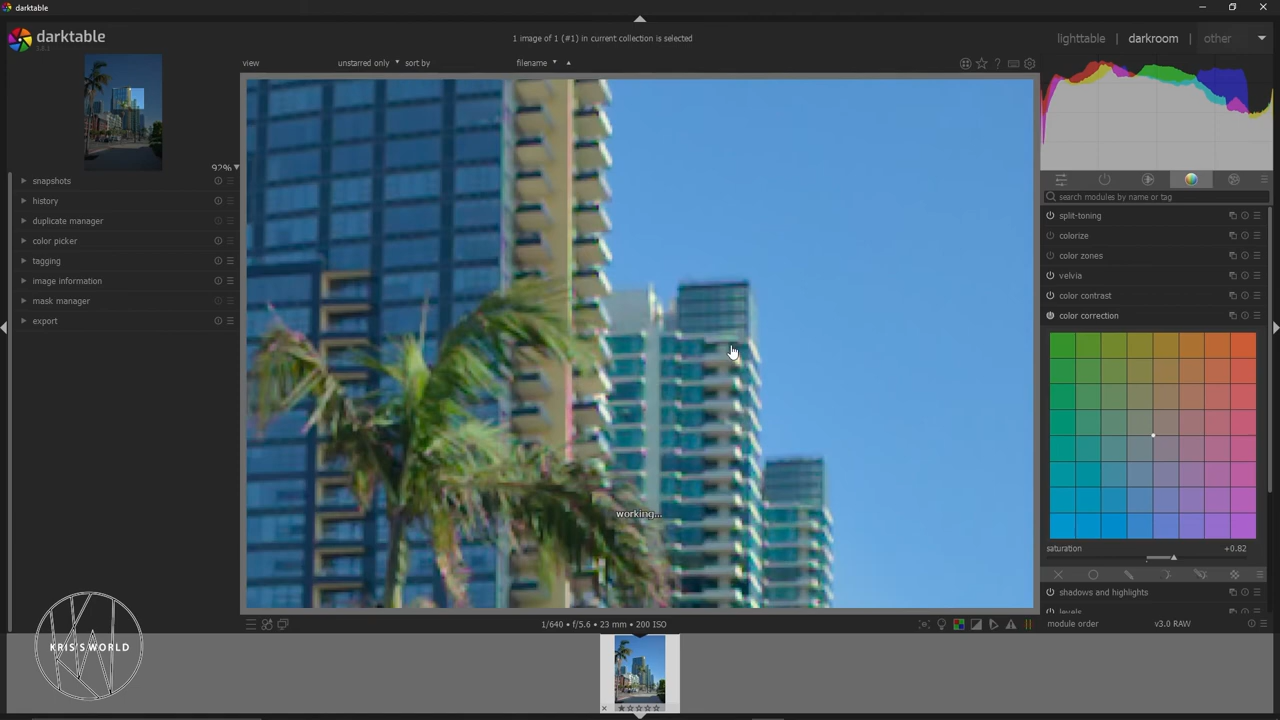 darktable
darktable
1 image of 1 (#1) in current collection is selected
lighttable | darkroom | other
view unstarred only sort by filename
92%
snapshots
history
duplicate manager
color picker
tagging
image information
mask manager
export
search modules by name or tag
split-toning
colorize
color zones
velvia
color contrast
color correction
saturation +0.82
shadows and highlights
levels
module order v3.0 RAW
working...
1/640 • f/5.6 • 23 mm • 200 ISO
KRIS'S WORLD